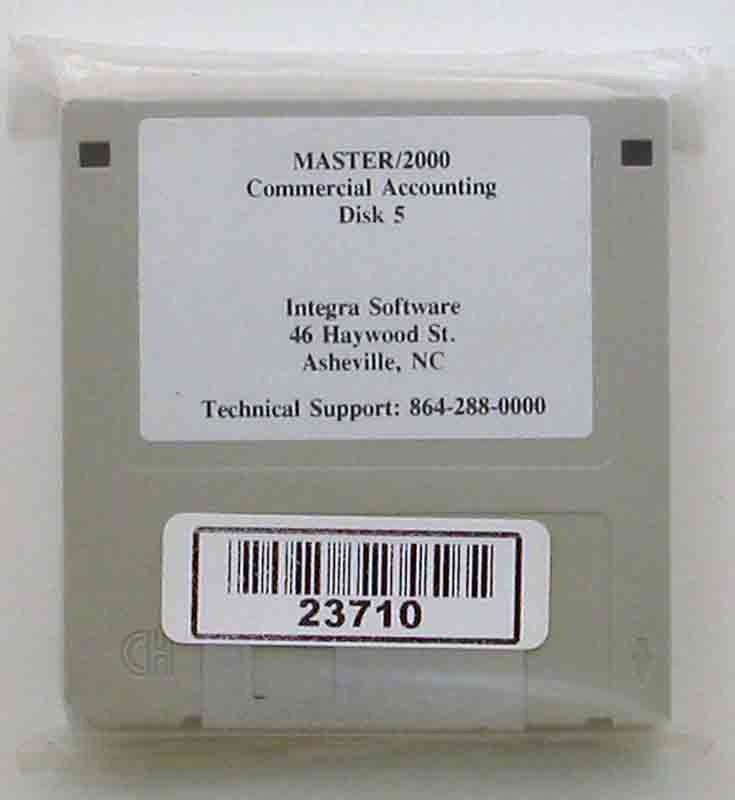 MASTER/2000
Commercial Accounting
Disk 5
Integra Software
46 Haywood St.
Asheville, NC
Technical Support: 864-288-0000
23710